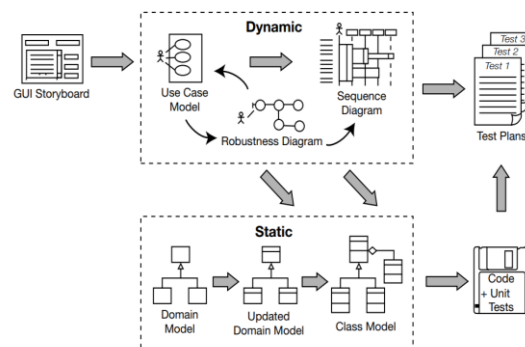 Dynamic
GUI Storyboard
Use Case
Model
Sequence
Diagram
Robustness Diagram
Test 3
Test 2
Test 1
Test Plans
Static
Domain
Model
Updated
Domain Model
Class Model
Code
+ Unit
Tests